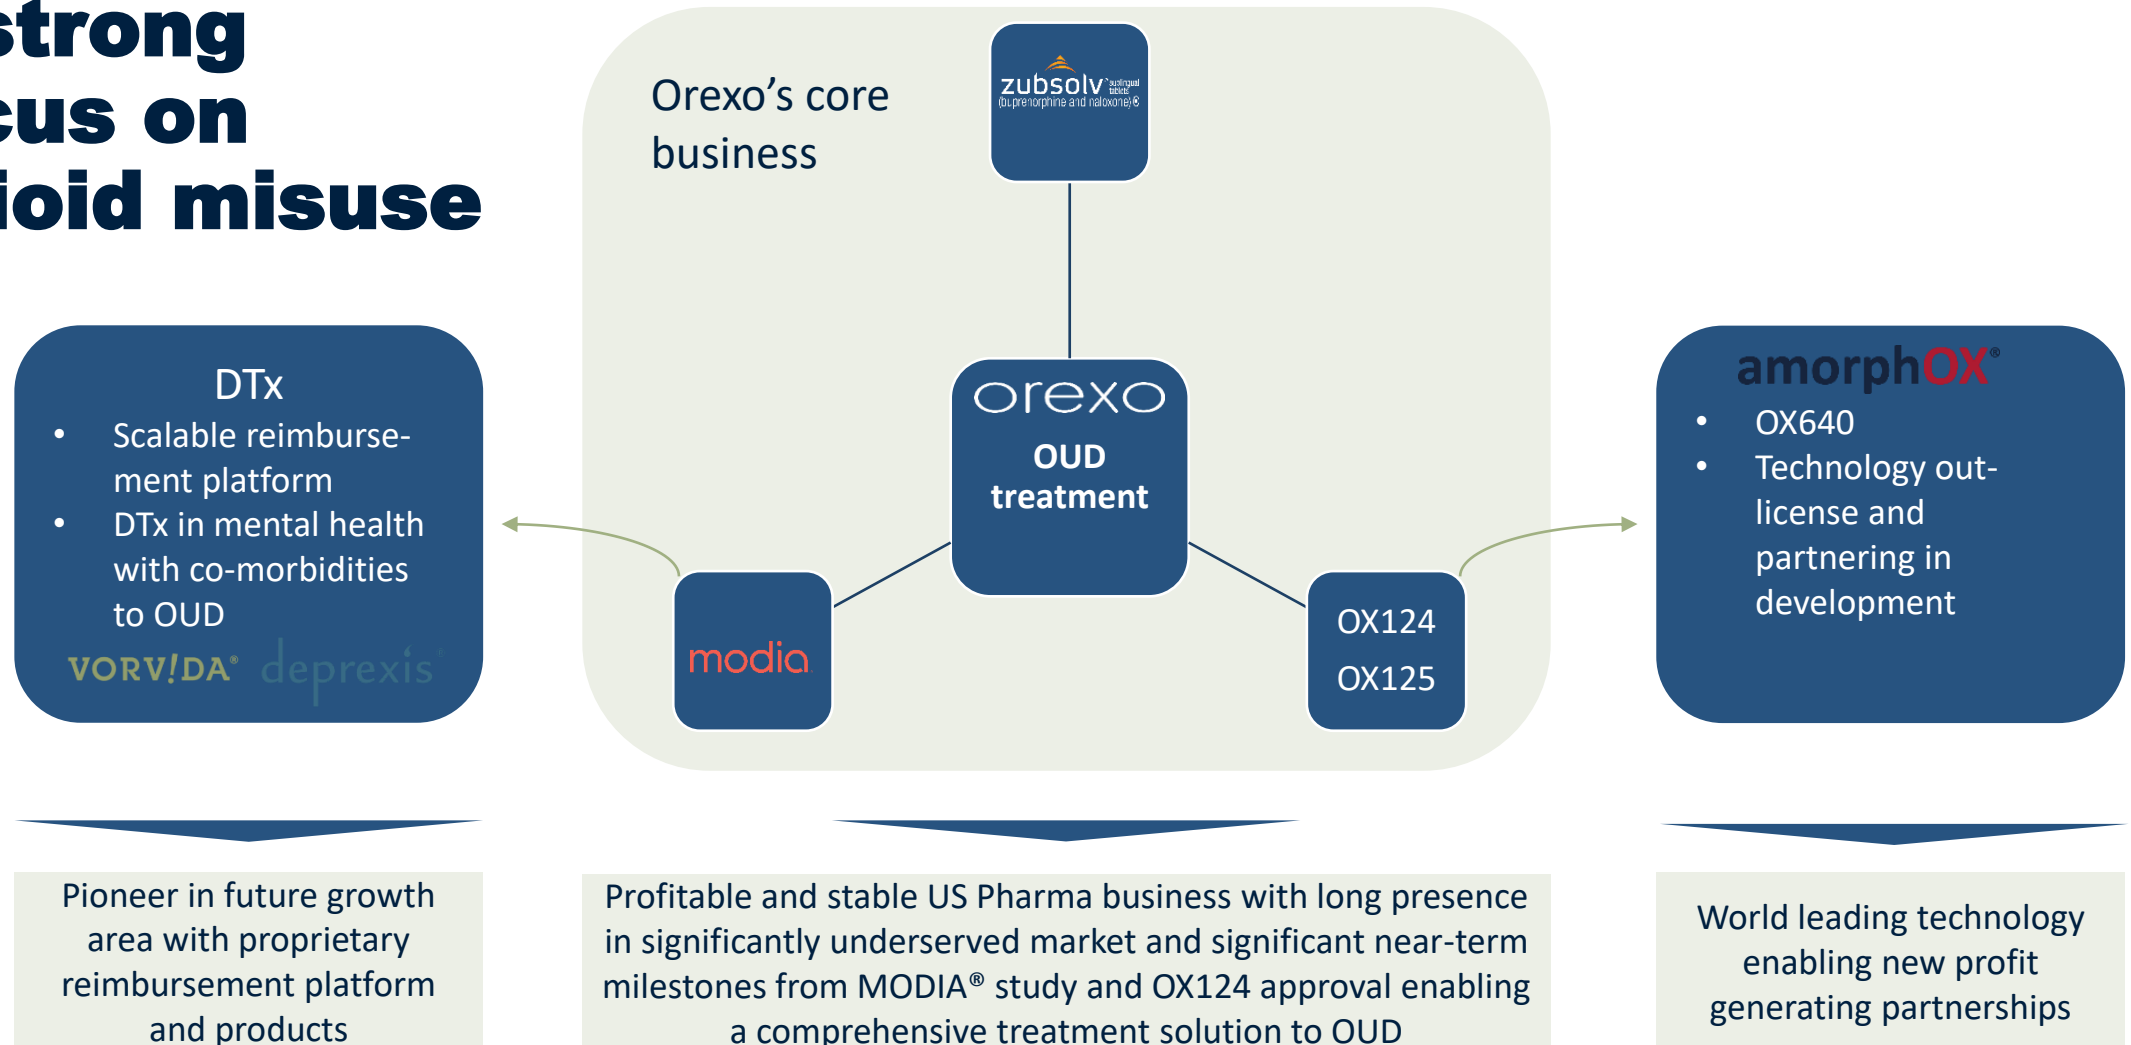 strong
cus on
ioid misuse
Orexo’s core
business
zubsolv® sublingual tablets
(buprenorphine and naloxone) ©
orexo
OUD
treatment
modia
OX124
OX125
DTx
• Scalable reimburse-
ment platform
• DTx in mental health
with co-morbidities
to OUD
VORV!DA® deprexis®
amorphOX®
• OX640
• Technology out-
license and
partnering in
development
Pioneer in future growth
area with proprietary
reimbursement platform
and products
Profitable and stable US Pharma business with long presence
in significantly underserved market and significant near-term
milestones from MODIA® study and OX124 approval enabling
a comprehensive treatment solution to OUD
World leading technology
enabling new profit
generating partnerships